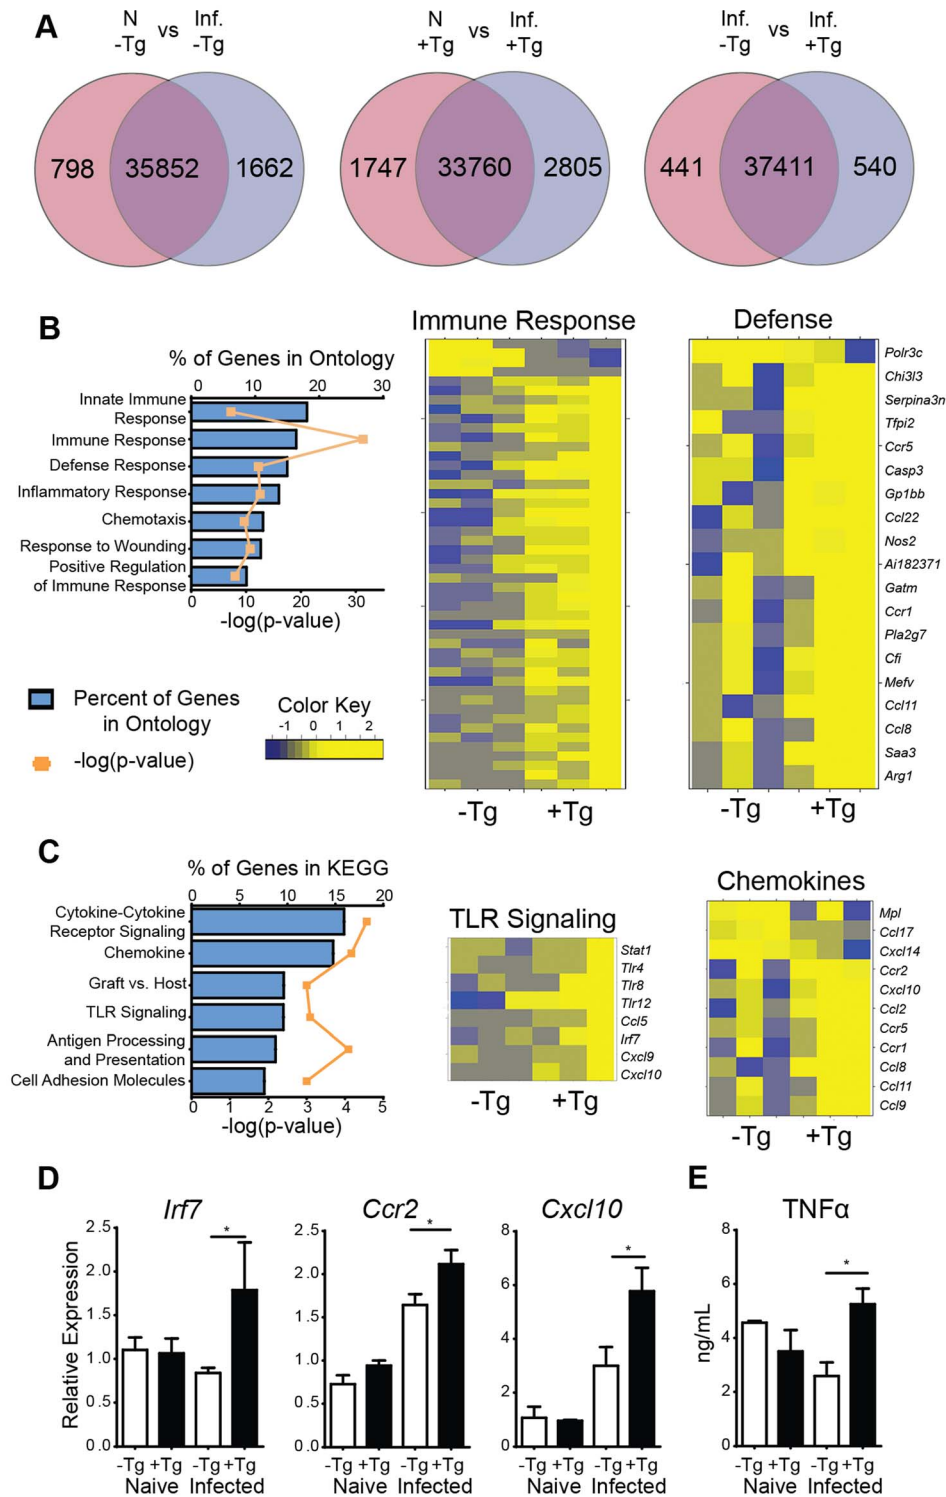 A
N
-Tg
vs
Inf.
-Tg
N
+Tg
vs
Inf.
+Tg
Inf.
-Tg
vs
Inf.
+Tg
798
35852
1662
1747
33760
2805
441
37411
540
B
% of Genes in Ontology
0 10 20 30
Innate Immune
Response
Immune Response
Defense Response
Inflammatory Response
Chemotaxis
Response to Wounding
Positive Regulation
of Immune Response
0 10 20 30
-log(p-value)
Percent of Genes
in Ontology
-log(p-value)
Color Key
-1 0 1 2
Immune Response
-Tg +Tg
Defense
Polr3c
Chi3l3
Serpina3n
Tfpi2
Ccr5
Casp3
Gp1bb
Ccl22
Nos2
Ai182371
Gatm
Ccr1
Pla2g7
Cfi
Mefv
Ccl11
Ccl8
Saa3
Arg1
-Tg +Tg
C
% of Genes in KEGG
0 5 10 15 20
Cytokine-Cytokine
Receptor Signaling
Chemokine
Graft vs. Host
TLR Signaling
Antigen Processing
and Presentation
Cell Adhesion Molecules
0 1 2 3 4 5
-log(p-value)
TLR Signaling
Stat1
Tlr4
Tlr8
Tlr12
Ccl5
Irf7
Cxcl9
Cxcl10
-Tg +Tg
Chemokines
Mpl
Ccl17
Cxcl14
Ccr2
Cxcl10
Ccl2
Ccr5
Ccr1
Ccl8
Ccl11
Ccl9
-Tg +Tg
D
Irf7
Relative Expression
2.5
2.0
1.5
1.0
0.5
0.0
*
-Tg +Tg -Tg +Tg
Naive Infected
Ccr2
2.5
2.0
1.5
1.0
0.5
0.0
*
-Tg +Tg -Tg +Tg
Naive Infected
Cxcl10
8
6
4
2
0
*
-Tg +Tg -Tg +Tg
Naive Infected
E
TNFα
ng/mL
8
6
4
2
0
*
-Tg +Tg -Tg +Tg
Naive Infected